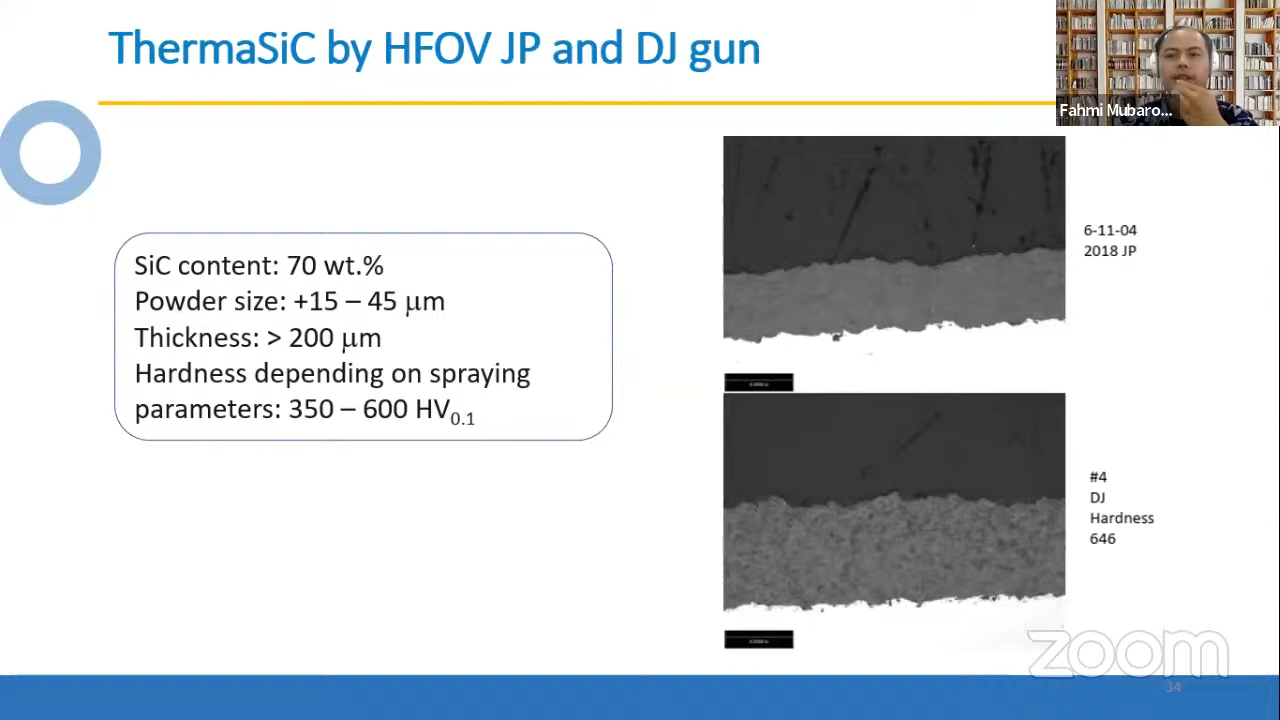 ThermaSiC by HFOV JP and DJ gun
Fahmi Mubaro...
SiC content: 70 wt.%
Powder size: +15 – 45 μm
Thickness: > 200 μm
Hardness depending on spraying
parameters: 350 – 600 HV0.1
6-11-04
2018 JP
#4
DJ
Hardness
646
zoom
34